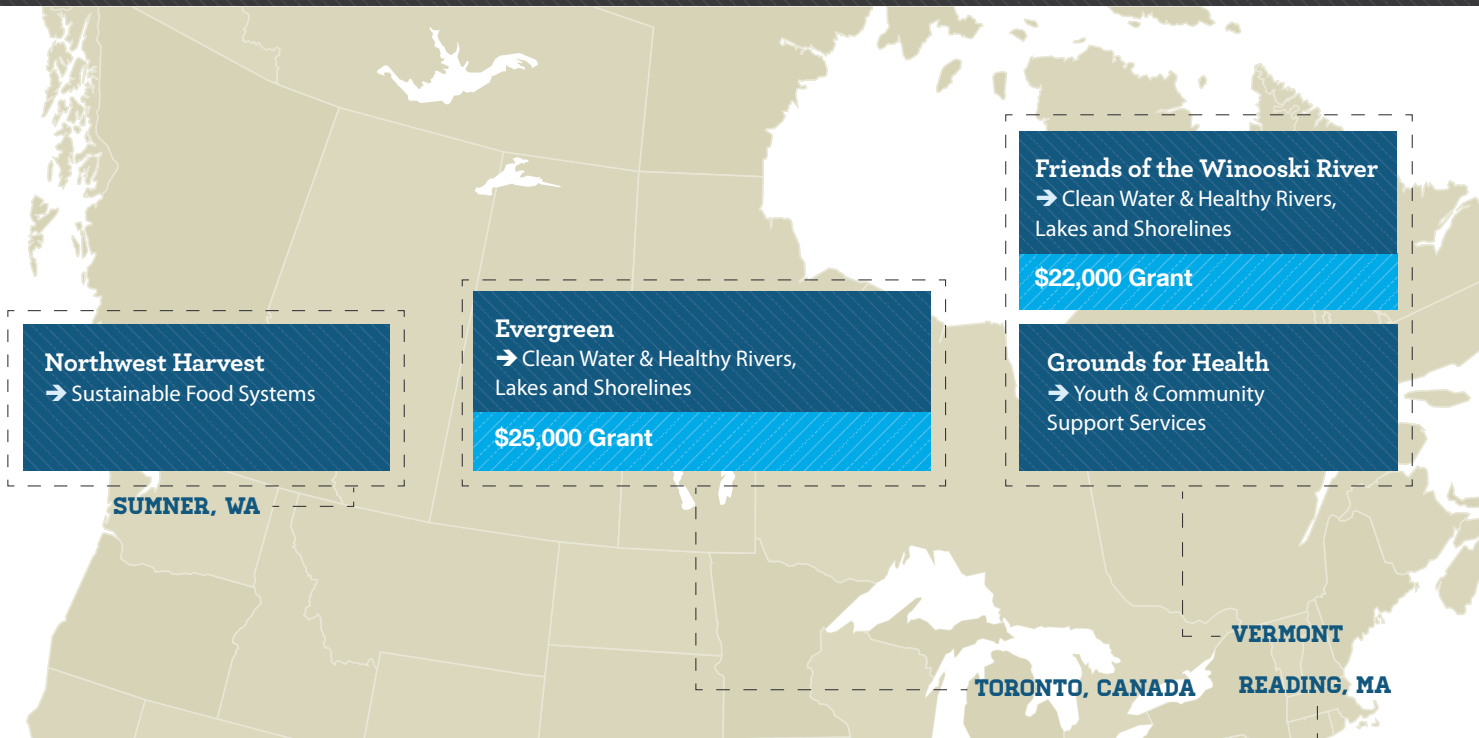 Northwest Harvest
➔ Sustainable Food Systems
SUMNER, WA
Evergreen
➔ Clean Water & Healthy Rivers,
Lakes and Shorelines
$25,000 Grant
TORONTO, CANADA
Friends of the Winooski River
➔ Clean Water & Healthy Rivers,
Lakes and Shorelines
$22,000 Grant
Grounds for Health
➔ Youth & Community
Support Services
VERMONT
READING, MA